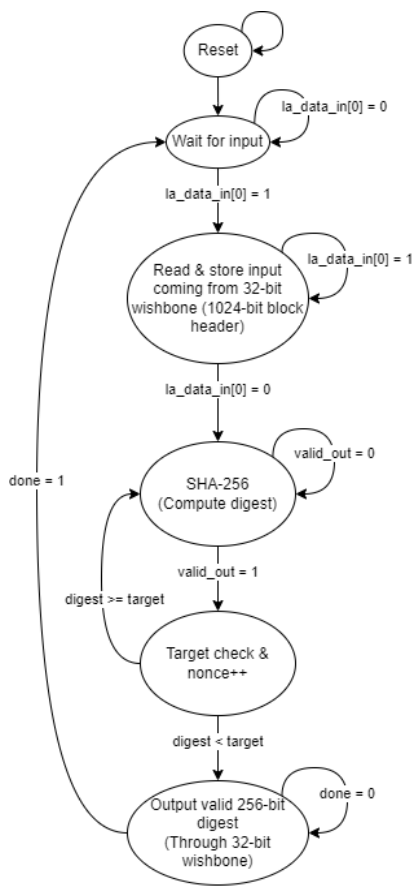 Reset
la_data_in[0] = 0
Wait for input
la_data_in[0] = 1
Read & store input
coming from 32-bit
wishbone (1024-bit block
header)
la_data_in[0] = 1
la_data_in[0] = 0
valid_out = 0
SHA-256
(Compute digest)
done = 1
valid_out = 1
digest >= target
Target check &
nonce++
digest < target
Output valid 256-bit
digest
(Through 32-bit
wishbone)
done = 0